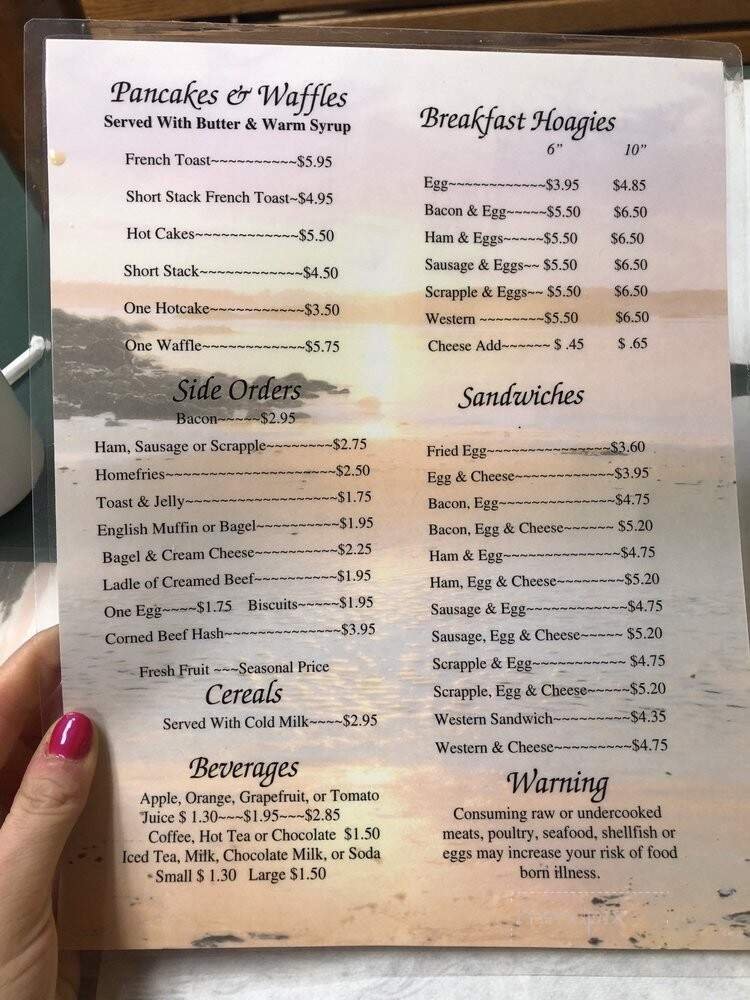 Pancakes & Waffles
Served With Butter & Warm Syrup
French Toast~~~~~~~~~~$5.95
Short Stack French Toast~$4.95
Hot Cakes~~~~~~~~~~~~$5.50
Short Stack~~~~~~~~~~~~$4.50
One Hotcake~~~~~~~~~~~$3.50
One Waffle~~~~~~~~~~~~$5.75
Side Orders
Bacon~~~~~$2.95
Ham, Sausage or Scrapple~~~~~~~~$2.75
Homefries~~~~~~~~~~~~~~~~~~~~$2.50
Toast & Jelly~~~~~~~~~~~~~~~~~~$1.75
English Muffin or Bagel~~~~~~~~~~$1.95
Bagel & Cream Cheese~~~~~~~~~~$2.25
Ladle of Creamed Beef~~~~~~~~~~$1.95
One Egg~~~~$1.75 Biscuits~~~~~$1.95
Corned Beef Hash~~~~~~~~~~~~~~$3.95
Fresh Fruit ~~~Seasonal Price
Cereals
Served With Cold Milk~~~~$2.95
Beverages
Apple, Orange, Grapefruit, or Tomato
Juice $ 1.30~~~$1.95~~~$2.85
Coffee, Hot Tea or Chocolate $1.50
Iced Tea, Milk, Chocolate Milk, or Soda
Small $ 1.30 Large $1.50
Breakfast Hoagies
6" 10"
Egg~~~~~~~~~~~~$3.95 $4.85
Bacon & Egg~~~~~$5.50 $6.50
Ham & Eggs~~~~~$5.50 $6.50
Sausage & Eggs~~ $5.50 $6.50
Scrapple & Eggs~~ $5.50 $6.50
Western ~~~~~~~~$5.50 $6.50
Cheese Add~~~~~~ $ .45 $ .65
Sandwiches
Fried Egg~~~~~~~~~~~~~~~$3.60
Egg & Cheese~~~~~~~~~~~~$3.95
Bacon, Egg~~~~~~~~~~~~~~$4.75
Bacon, Egg & Cheese~~~~~~ $5.20
Ham & Egg~~~~~~~~~~~~~~$4.75
Ham, Egg & Cheese~~~~~~~~$5.20
Sausage & Egg~~~~~~~~~~~~$4.75
Sausage, Egg & Cheese~~~~~ $5.20
Scrapple & Egg~~~~~~~~~~~ $4.75
Scrapple, Egg & Cheese~~~~~$5.20
Western Sandwich~~~~~~~~~$4.35
Western & Cheese~~~~~~~~~$4.75
Warning
Consuming raw or undercooked
meats, poultry, seafood, shellfish or
eggs may increase your risk of food
born illness.